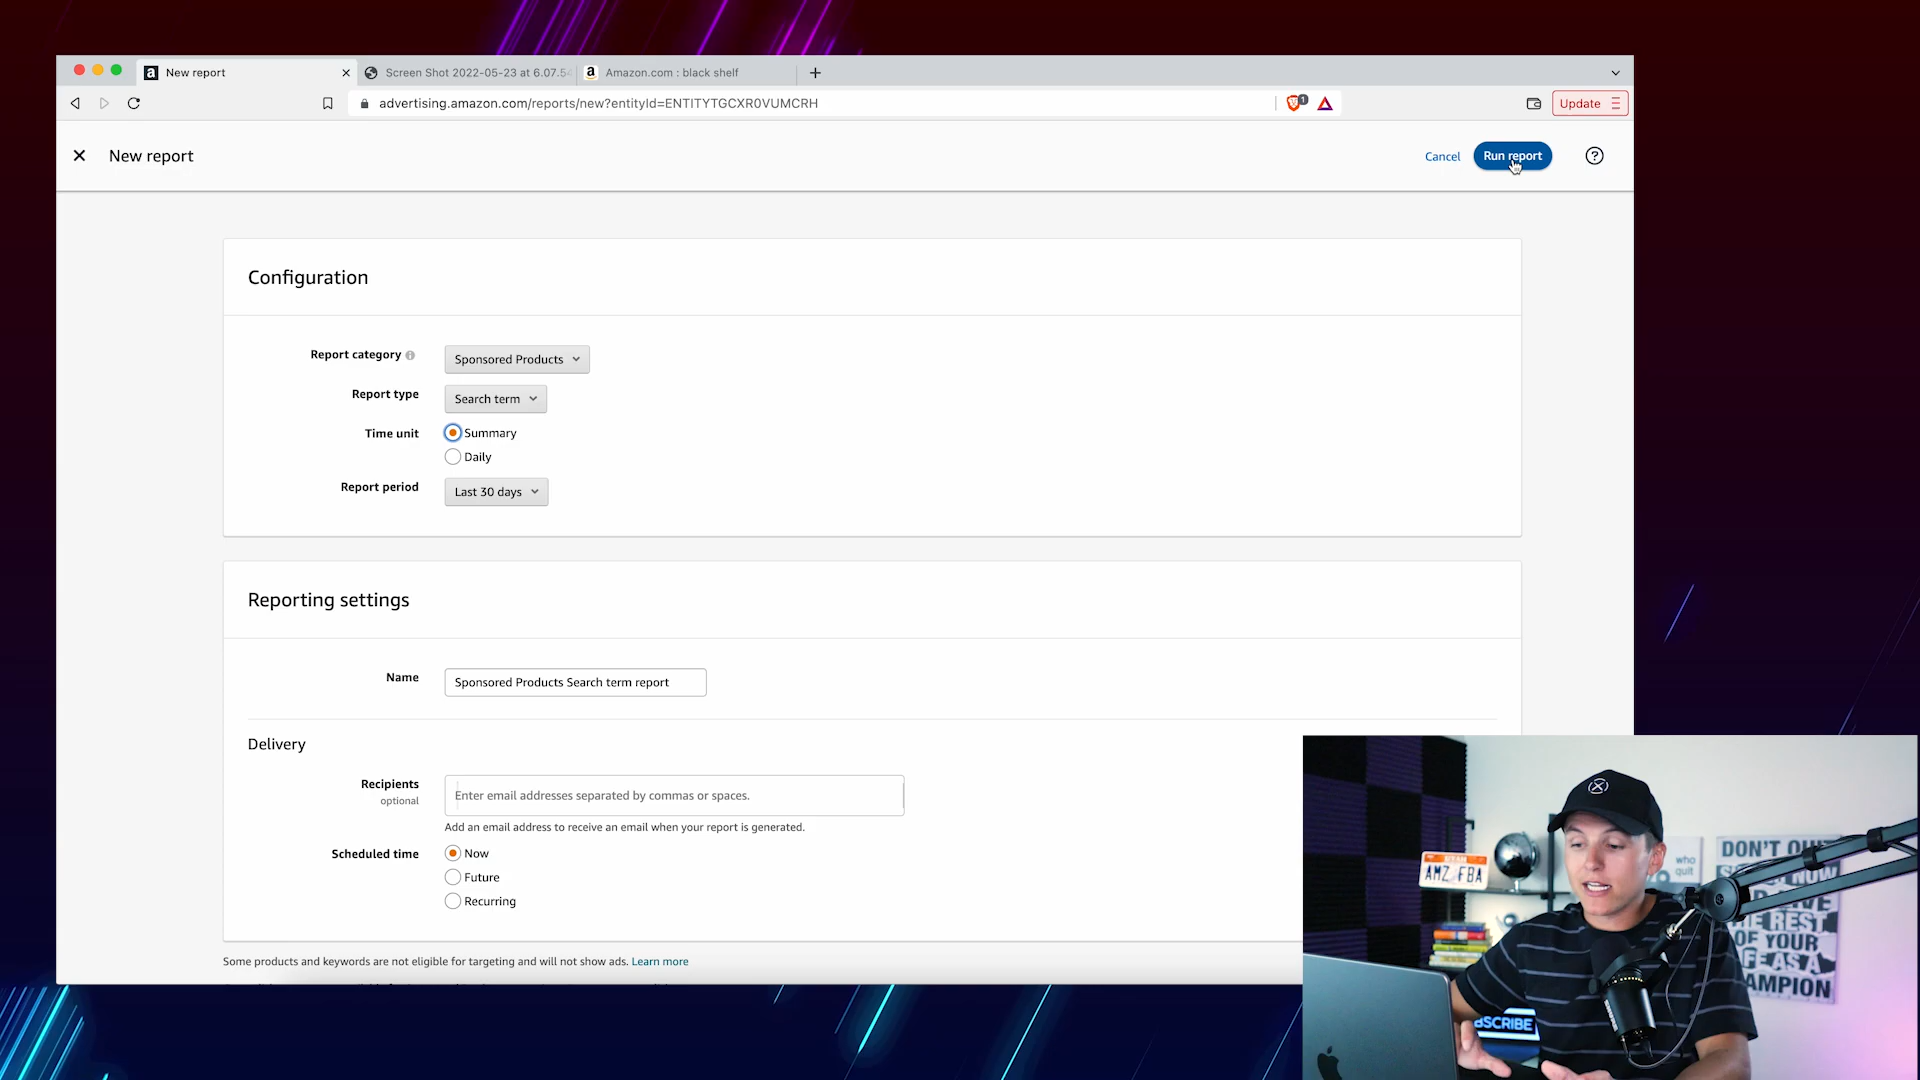 New report
Screen Shot 2022-05-23 at 6.07.54
Amazon.com : black shelf
advertising.amazon.com/reports/new?entityId=ENTITYTGCXR0VUMCRH
1
Update
New report
Cancel
Run report
Configuration
Report category
Sponsored Products
Report type
Search term
Time unit
Summary
Daily
Report period
Last 30 days
Reporting settings
Name
Sponsored Products Search term report
Delivery
Recipients
optional
Enter email addresses separated by commas or spaces.
Add an email address to receive an email when your report is generated.
Scheduled time
Now
Future
Recurring
Some products and keywords are not eligible for targeting and will not show ads. Learn more
AMZ FBA
who
quit
DON'T
THE REST
OF YOUR
AS A